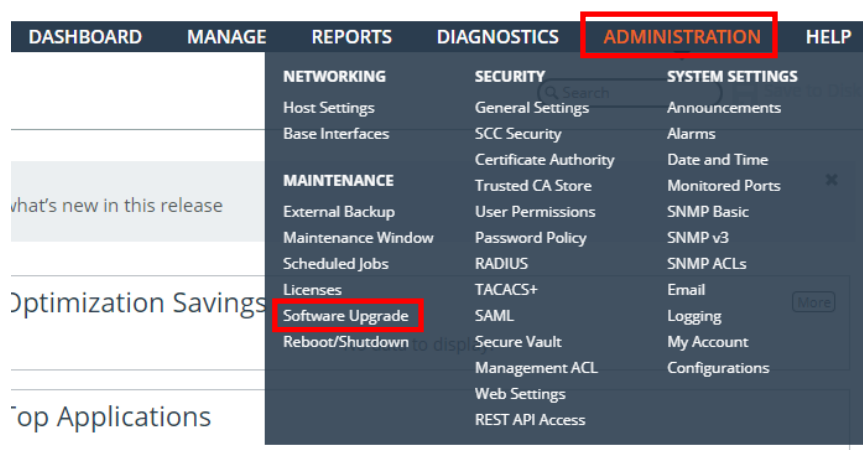 DASHBOARD MANAGE REPORTS DIAGNOSTICS ADMINISTRATION HELP
NETWORKING
Host Settings
Base Interfaces
MAINTENANCE
External Backup
Maintenance Window
Scheduled Jobs
Licenses
Software Upgrade
Reboot/Shutdown
SECURITY
General Settings
SCC Security
Certificate Authority
Trusted CA Store
User Permissions
Password Policy
RADIUS
TACACS+
SAML
Secure Vault
Management ACL
Web Settings
REST API Access
SYSTEM SETTINGS
Announcements
Alarms
Date and Time
Monitored Ports
SNMP Basic
SNMP v3
SNMP ACLs
Email
Logging
My Account
Configurations
Search
what's new in this release
Optimization Savings
More
to display
Top Applications